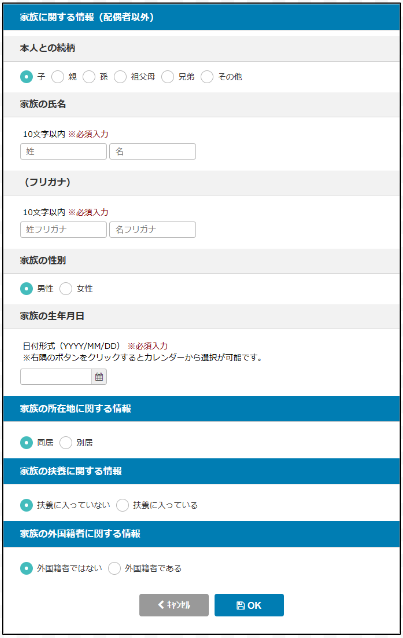 家族に関する情報（配偶者以外）
本人との続柄
子 親 孫 祖父母 兄弟 その他
家族の氏名
10文字以内 ※必須入力
姓 名
（フリガナ）
10文字以内 ※必須入力
姓フリガナ 名フリガナ
家族の性別
男性 女性
家族の生年月日
日付形式（YYYY/MM/DD） ※必須入力
※右隅のボタンをクリックするとカレンダーから選択が可能です。
家族の所在地に関する情報
同居 別居
家族の扶養に関する情報
扶養に入っていない 扶養に入っている
家族の外国籍者に関する情報
外国籍者ではない 外国籍者である
ｷｬﾝｾﾙ OK